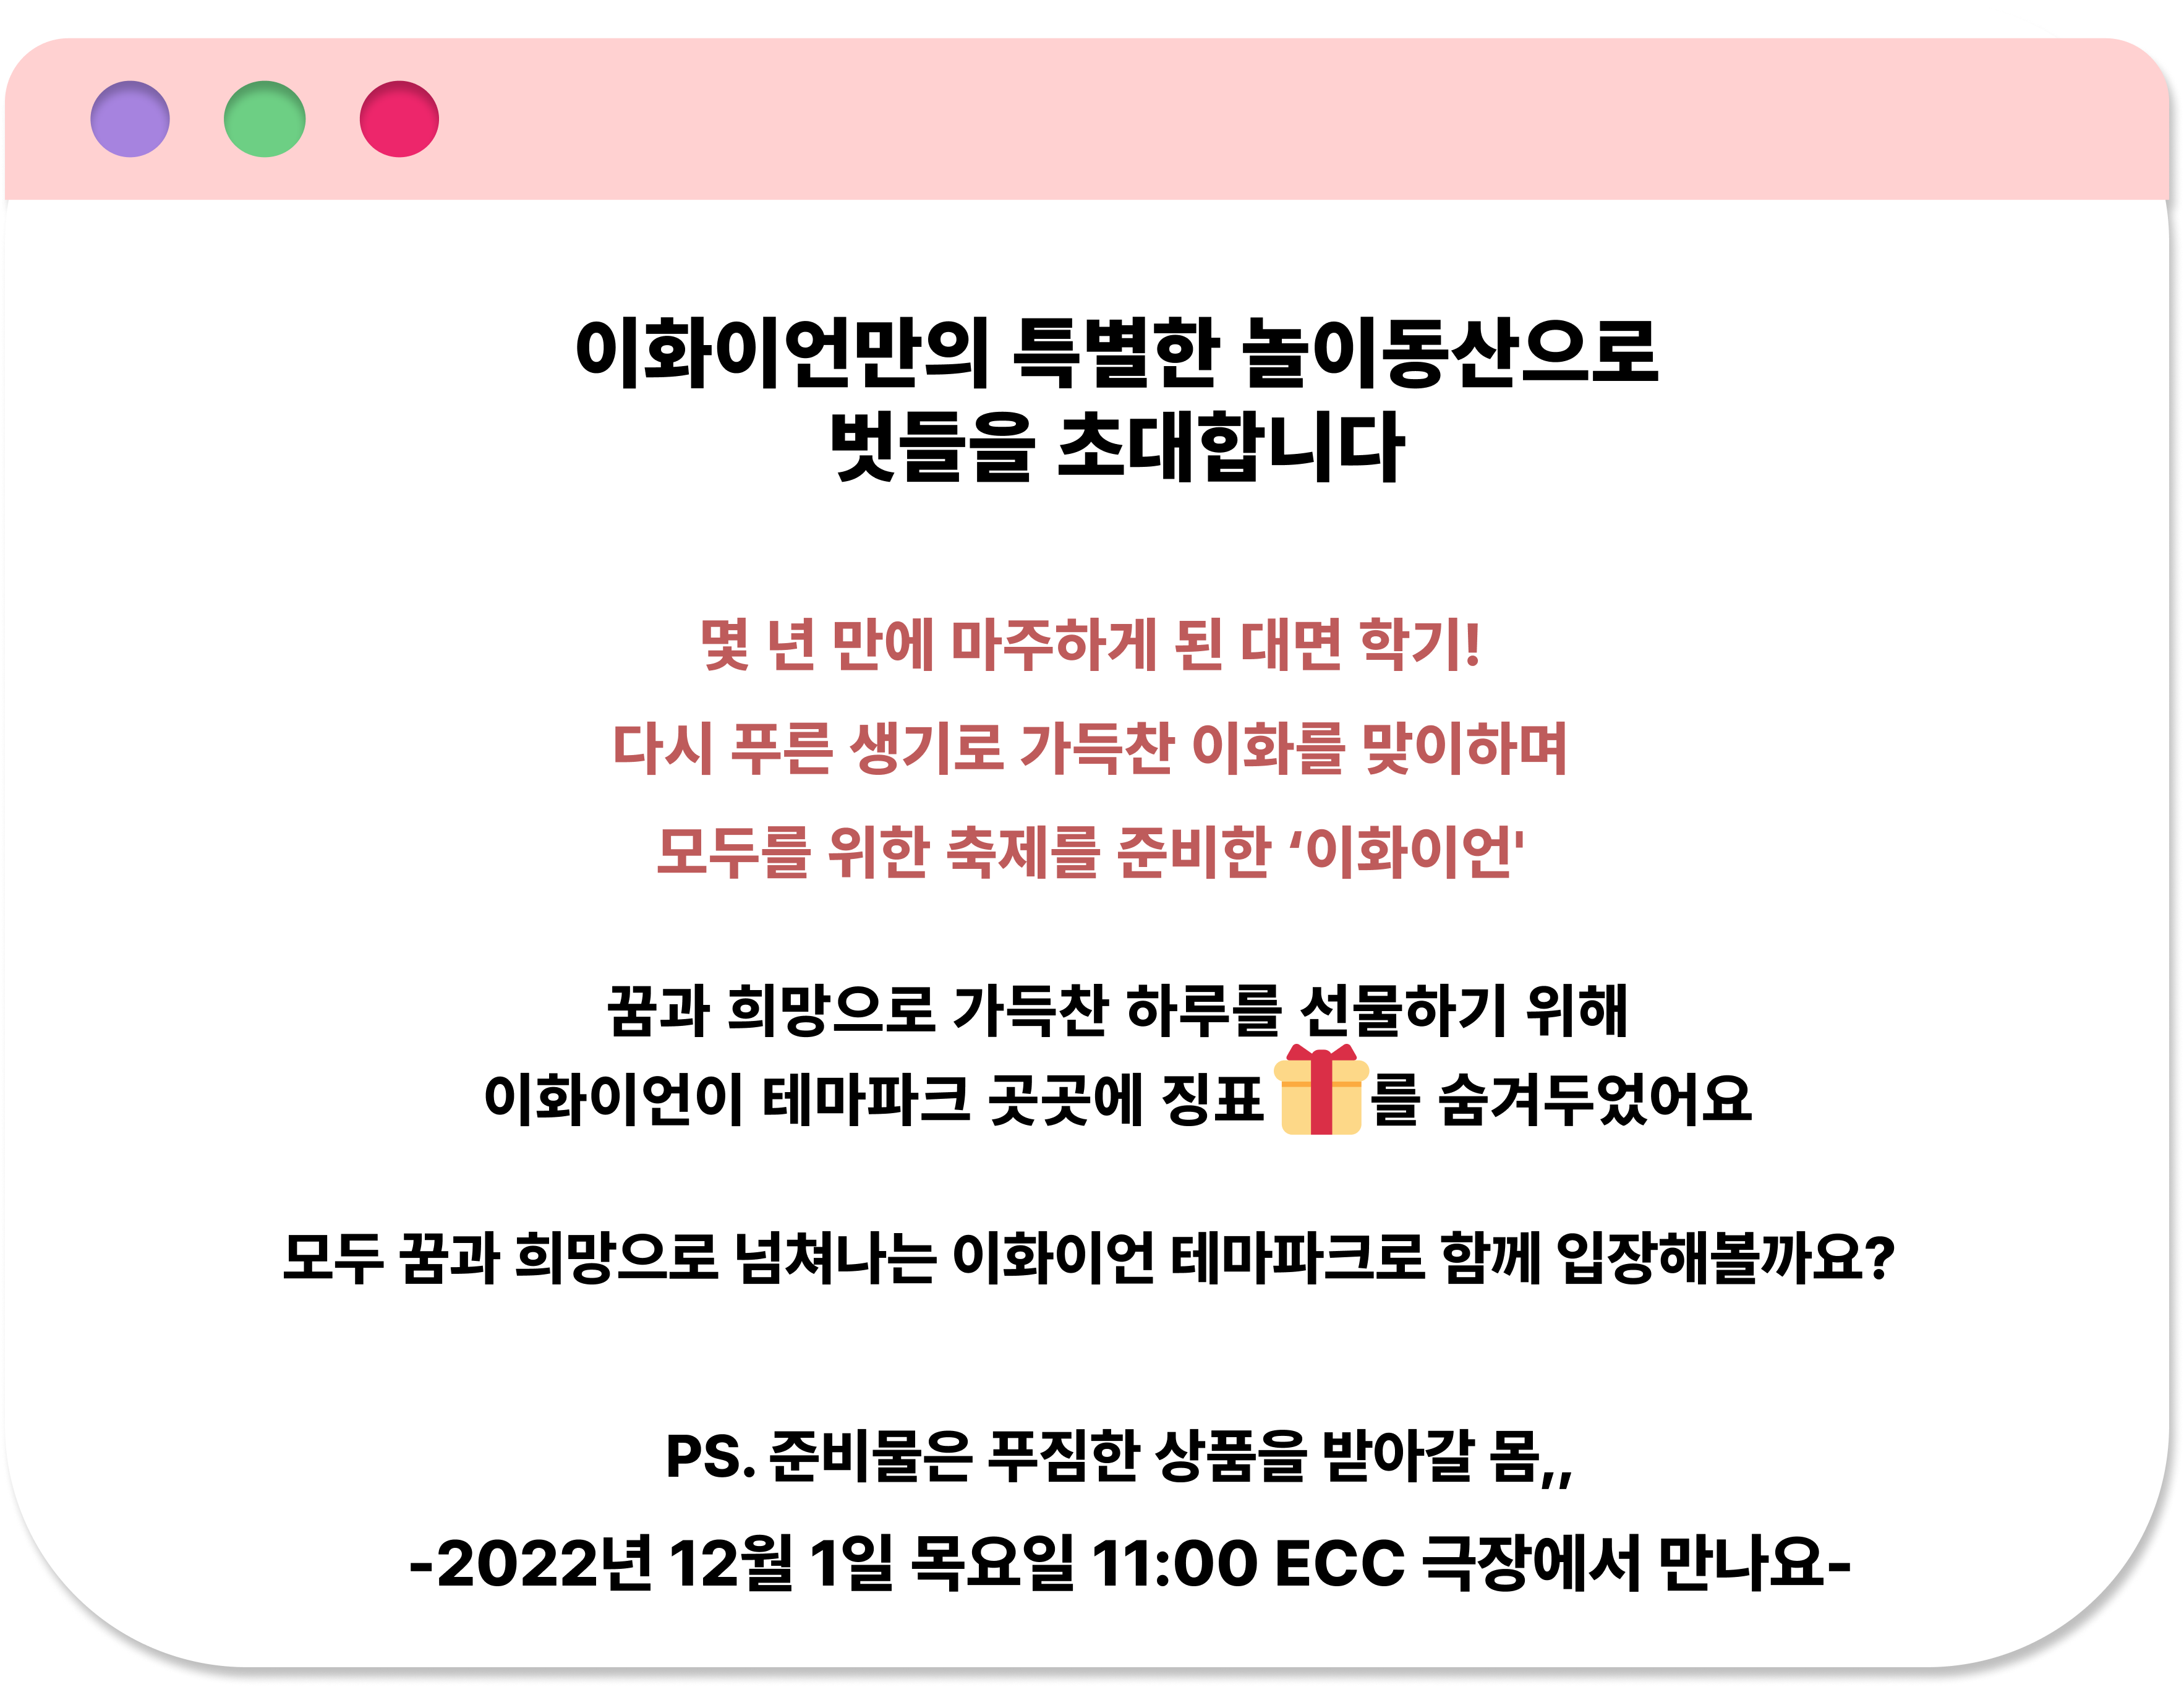 이화이언만의 특별한 놀이동산으로
벗들을 초대합니다
몇 년 만에 마주하게 된 대면 학기!
다시 푸른 생기로 가득찬 이화를 맞이하며
모두를 위한 축제를 준비한 ‘이화이언'
꿈과 희망으로 가득찬 하루를 선물하기 위해
이화이언이 테마파크 곳곳에 징표🎁를 숨겨두었어요
모두 꿈과 희망으로 넘쳐나는 이화이언 테마파크로 함께 입장해볼까요?
PS. 준비물은 푸짐한 상품을 받아갈 몸,,
-2022년 12월 1일 목요일 11:00 ECC 극장에서 만나요-